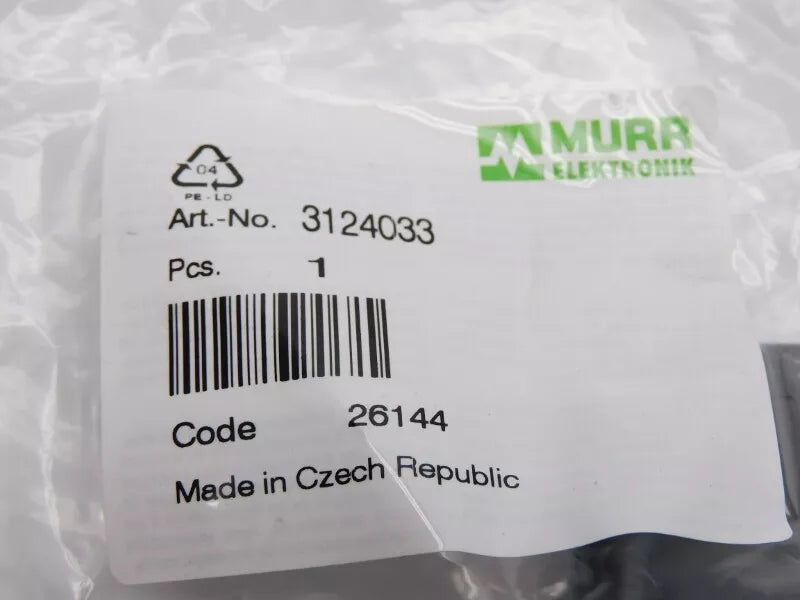 MURR
ELEKTRONIK
04
PE-LD
Art.-No. 3124033
Pcs. 1
Code 26144
Made in Czech Republic